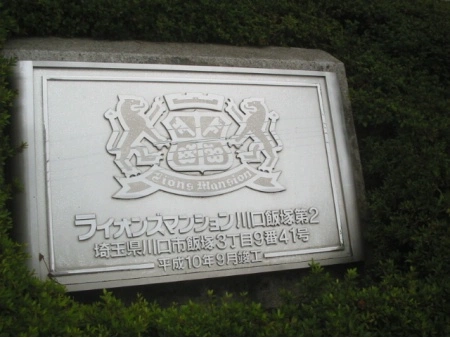 Lions Mansion
ライオンズマンション川口飯塚第2
埼玉県川口市飯塚3丁目9番41号
平成10年9月竣工